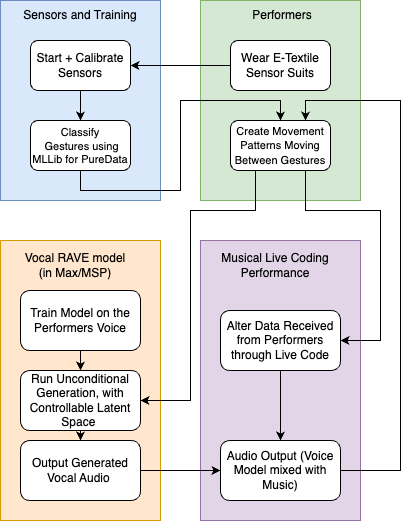 Sensors and Training
Start + Calibrate
Sensors
Classify
Gestures using
MLLib for PureData
Performers
Wear E-Textile
Sensor Suits
Create Movement
Patterns Moving
Between Gestures
Vocal RAVE model
(in Max/MSP)
Train Model on the
Performers Voice
Run Unconditional
Generation, with
Controllable Latent
Space
Output Generated
Vocal Audio
Musical Live Coding
Performance
Alter Data Received
from Performers
through Live Code
Audio Output (Voice
Model mixed with
Music)